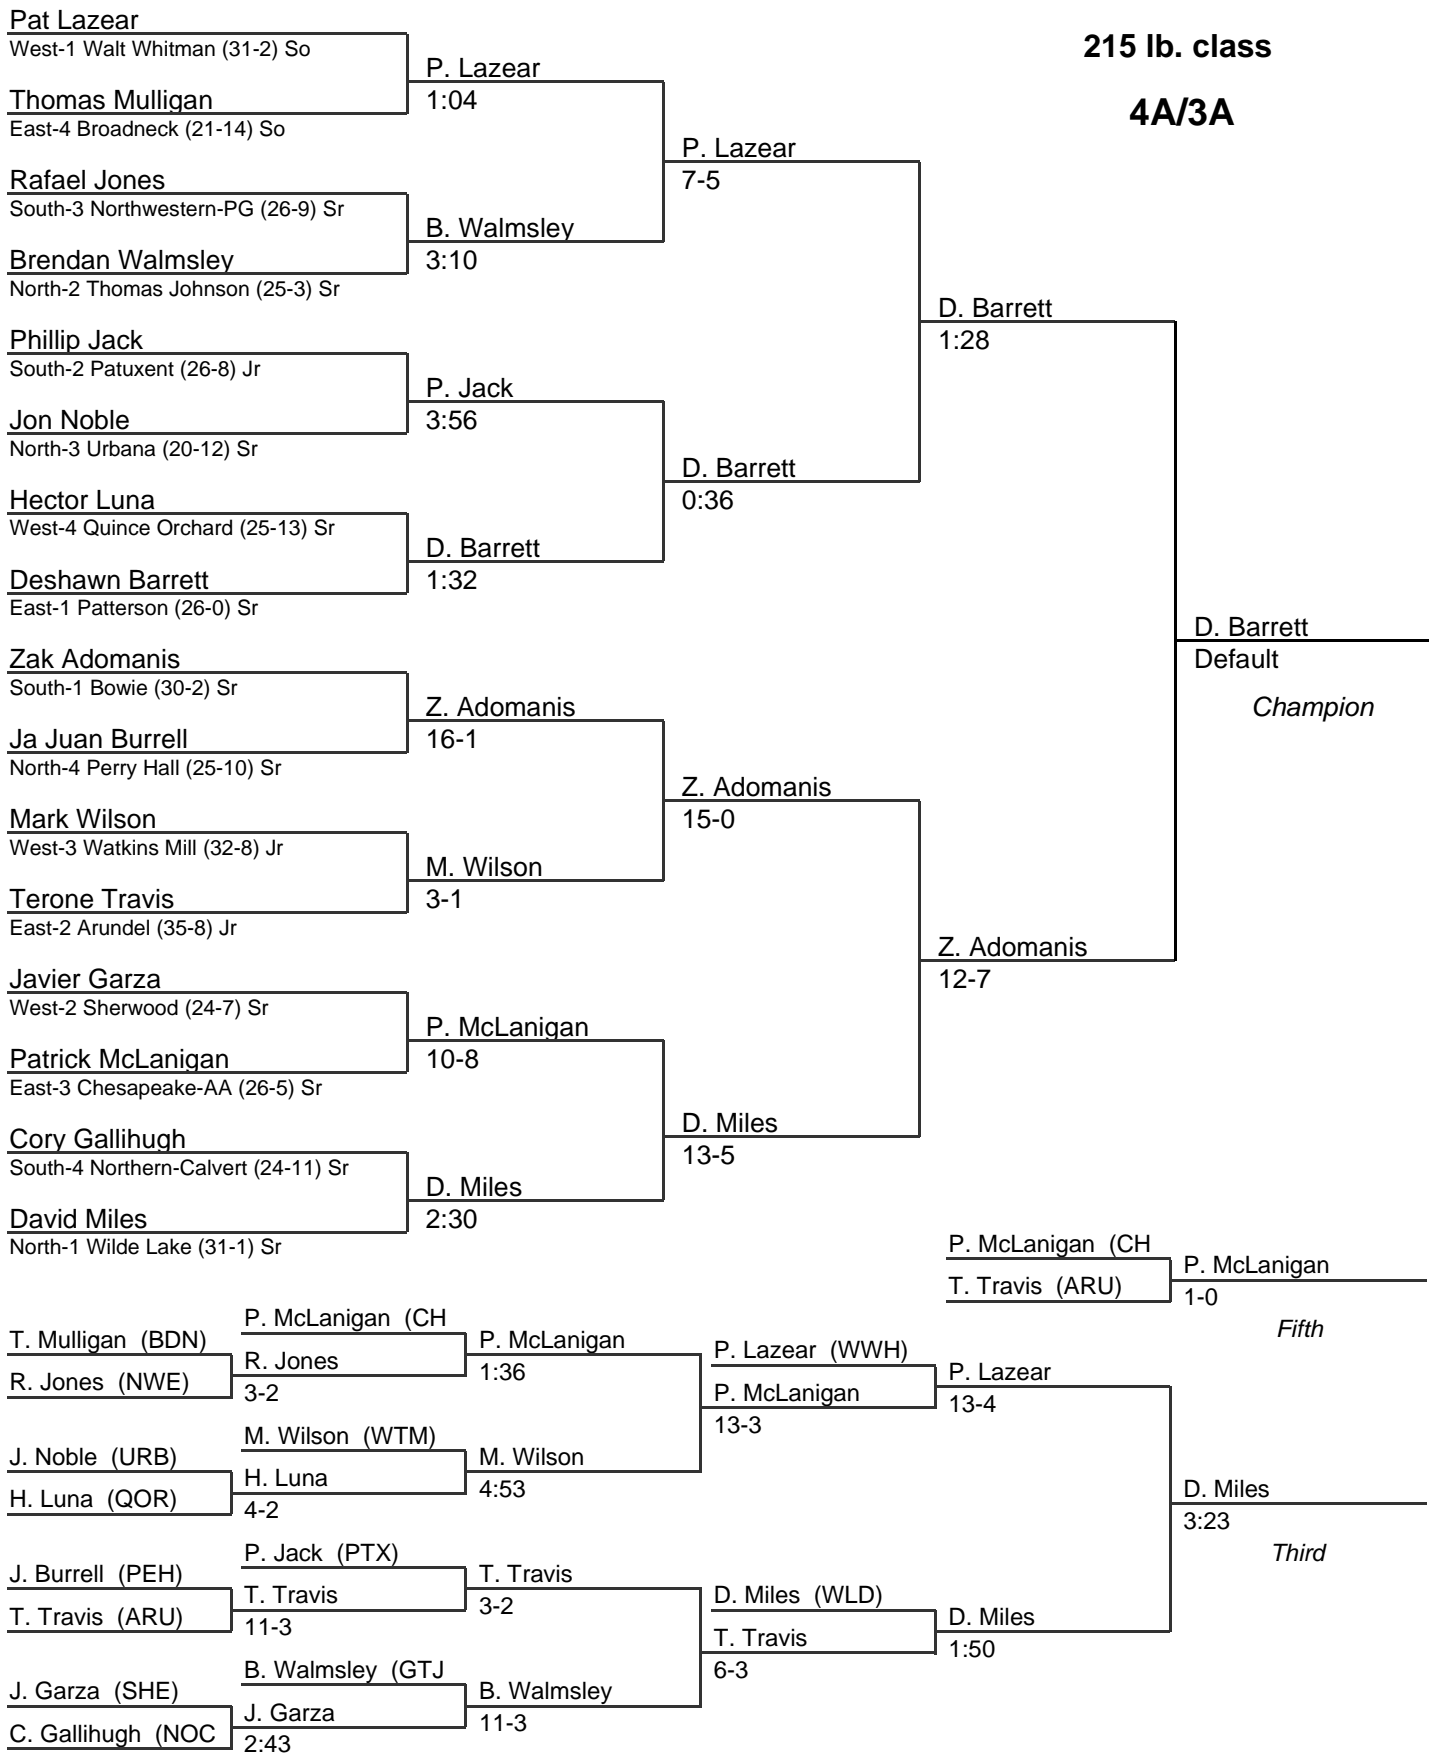 215 lb. class
4A/3A
Pat Lazear
West-1 Walt Whitman (31-2) So
P. Lazear
1:04
Thomas Mulligan
East-4 Broadneck (21-14) So
P. Lazear
7-5
Rafael Jones
South-3 Northwestern-PG (26-9) Sr
B. Walmsley
3:10
Brendan Walmsley
North-2 Thomas Johnson (25-3) Sr
D. Barrett
1:28
Phillip Jack
South-2 Patuxent (26-8) Jr
P. Jack
3:56
Jon Noble
North-3 Urbana (20-12) Sr
D. Barrett
0:36
Hector Luna
West-4 Quince Orchard (25-13) Sr
D. Barrett
1:32
Deshawn Barrett
East-1 Patterson (26-0) Sr
D. Barrett
Default
Champion
Zak Adomanis
South-1 Bowie (30-2) Sr
Z. Adomanis
16-1
Ja Juan Burrell
North-4 Perry Hall (25-10) Sr
Z. Adomanis
15-0
Mark Wilson
West-3 Watkins Mill (32-8) Jr
M. Wilson
3-1
Terone Travis
East-2 Arundel (35-8) Jr
Z. Adomanis
12-7
Javier Garza
West-2 Sherwood (24-7) Sr
P. McLanigan
10-8
Patrick McLanigan
East-3 Chesapeake-AA (26-5) Sr
D. Miles
13-5
Cory Gallihugh
South-4 Northern-Calvert (24-11) Sr
D. Miles
2:30
David Miles
North-1 Wilde Lake (31-1) Sr
P. McLanigan (CH
T. Travis (ARU)
P. McLanigan
1-0
Fifth
T. Mulligan (BDN)
R. Jones (NWE)
P. McLanigan (CH
R. Jones
3-2
P. McLanigan
1:36
P. Lazear (WWH)
P. McLanigan
13-3
P. Lazear
13-4
J. Noble (URB)
H. Luna (QOR)
M. Wilson (WTM)
H. Luna
4-2
M. Wilson
4:53
D. Miles
3:23
Third
J. Burrell (PEH)
T. Travis (ARU)
P. Jack (PTX)
T. Travis
11-3
T. Travis
3-2
D. Miles (WLD)
T. Travis
6-3
D. Miles
1:50
J. Garza (SHE)
C. Gallihugh (NOC
B. Walmsley (GTJ
J. Garza
2:43
B. Walmsley
11-3